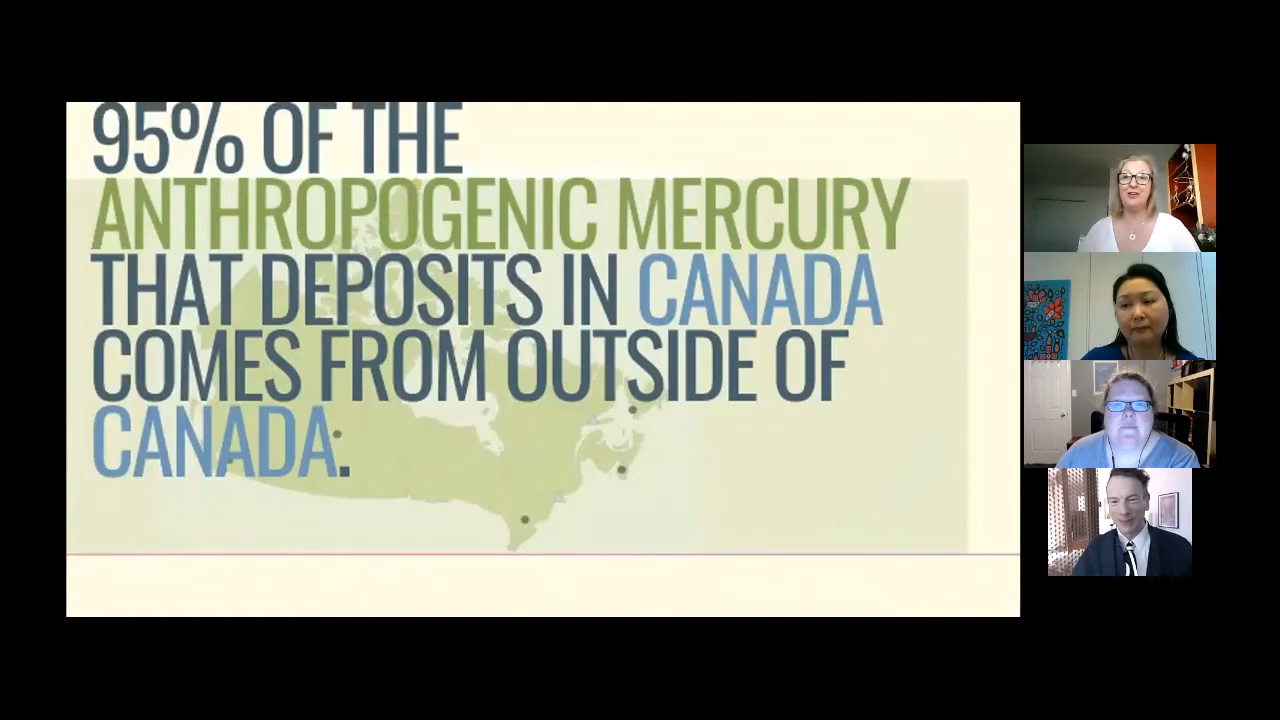 95% OF THE
ANTHROPOGENIC MERCURY
THAT DEPOSITS IN CANADA
COMES FROM OUTSIDE OF
CANADA.